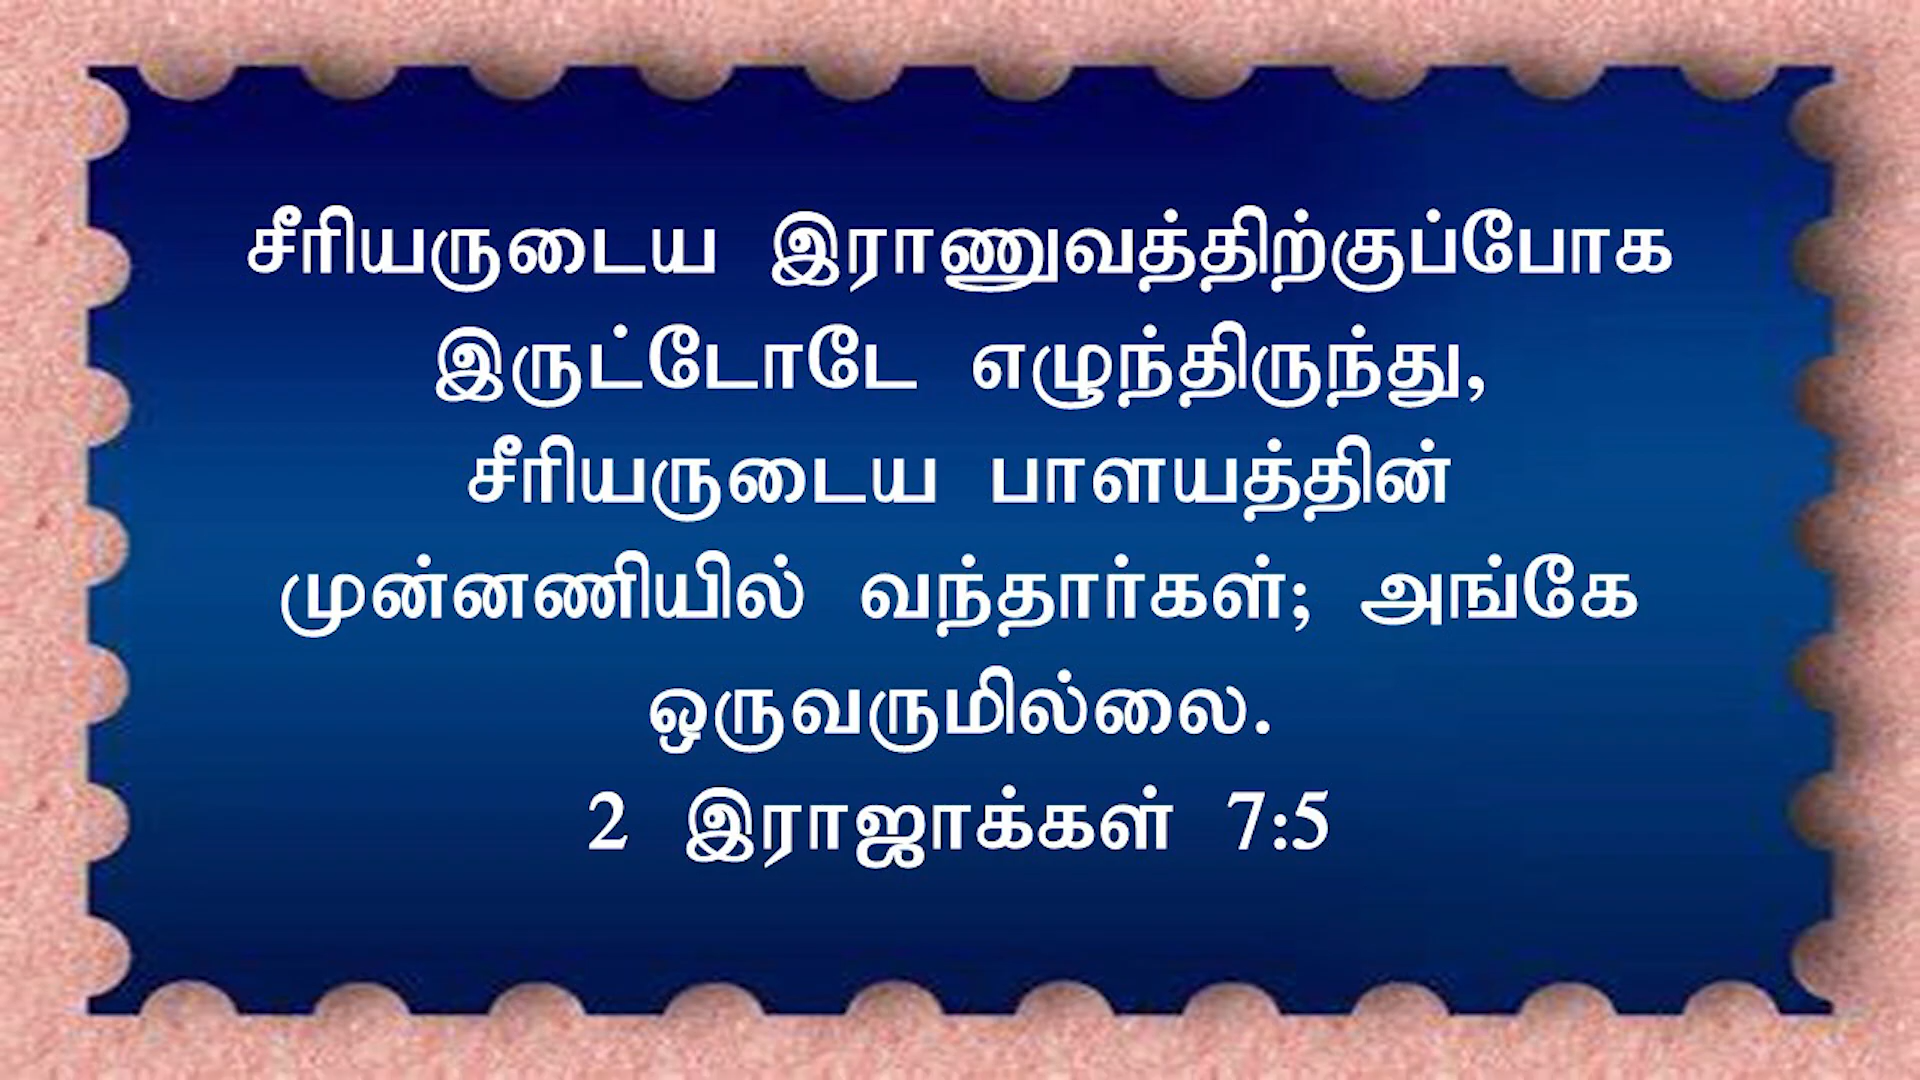 சீரியருடைய இராணுவத்திற்குப்போக
இருட்டோடே எழுந்திருந்து,
சீரியருடைய பாளயத்தின்
முன்னணியில் வந்தார்கள்; அங்கே
ஒருவருமில்லை.
2 இராஜாக்கள் 7:5